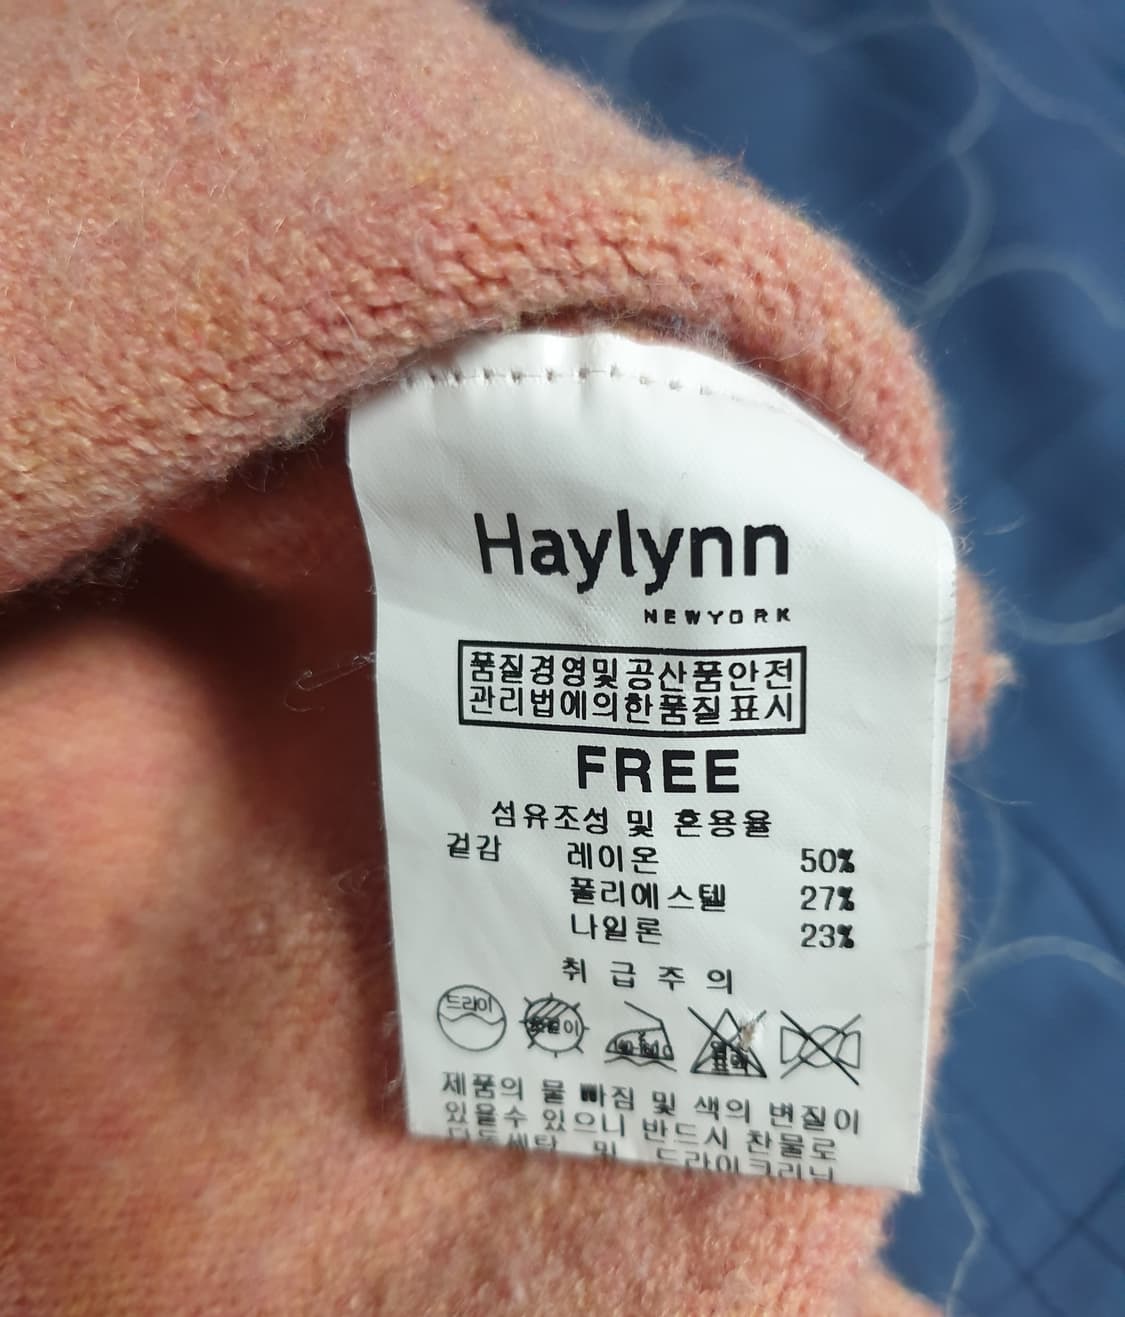 Haylynn
NEWYORK
품질경영및공산품안전
관리법에의한품질표시
FREE
섬유조성 및 혼용율
겉감 레이온 50%
폴리에스텔 27%
나일론 23%
취급주의
드라이
제품의 물 빠짐 및 색의 변질이
있을수 있으니 반드시 찬물로